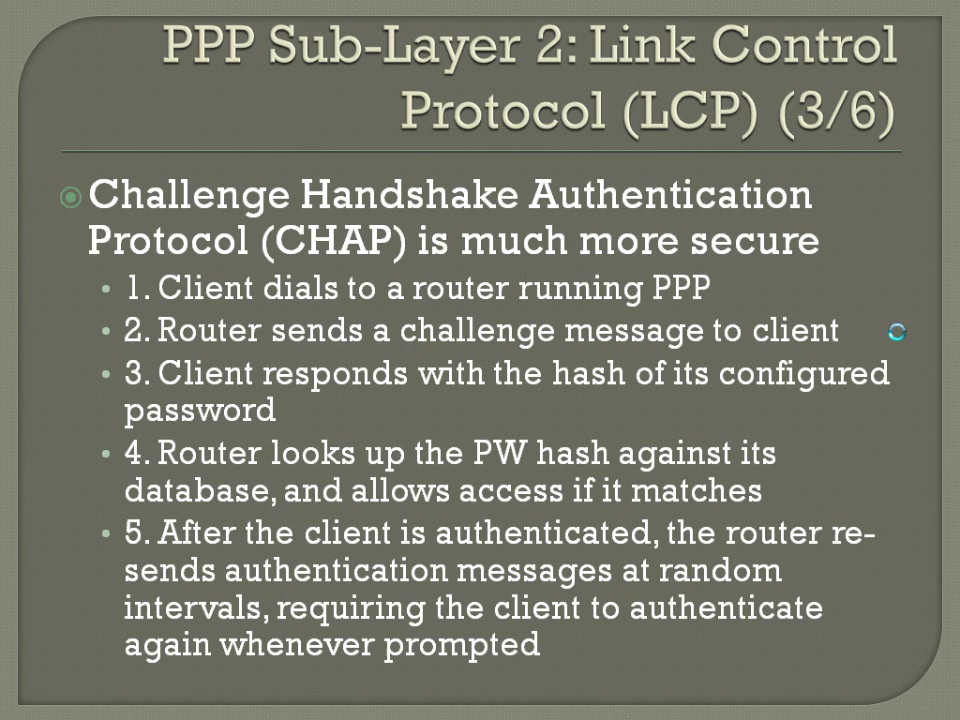 PPP Sub-Layer 2: Link Control
Protocol (LCP) (3/6)
Challenge Handshake Authentication
Protocol (CHAP) is much more secure
• 1. Client dials to a router running PPP
• 2. Router sends a challenge message to client
• 3. Client responds with the hash of its configured
password
• 4. Router looks up the PW hash against its
database, and allows access if it matches
• 5. After the client is authenticated, the router re-
sends authentication messages at random
intervals, requiring the client to authenticate
again whenever prompted